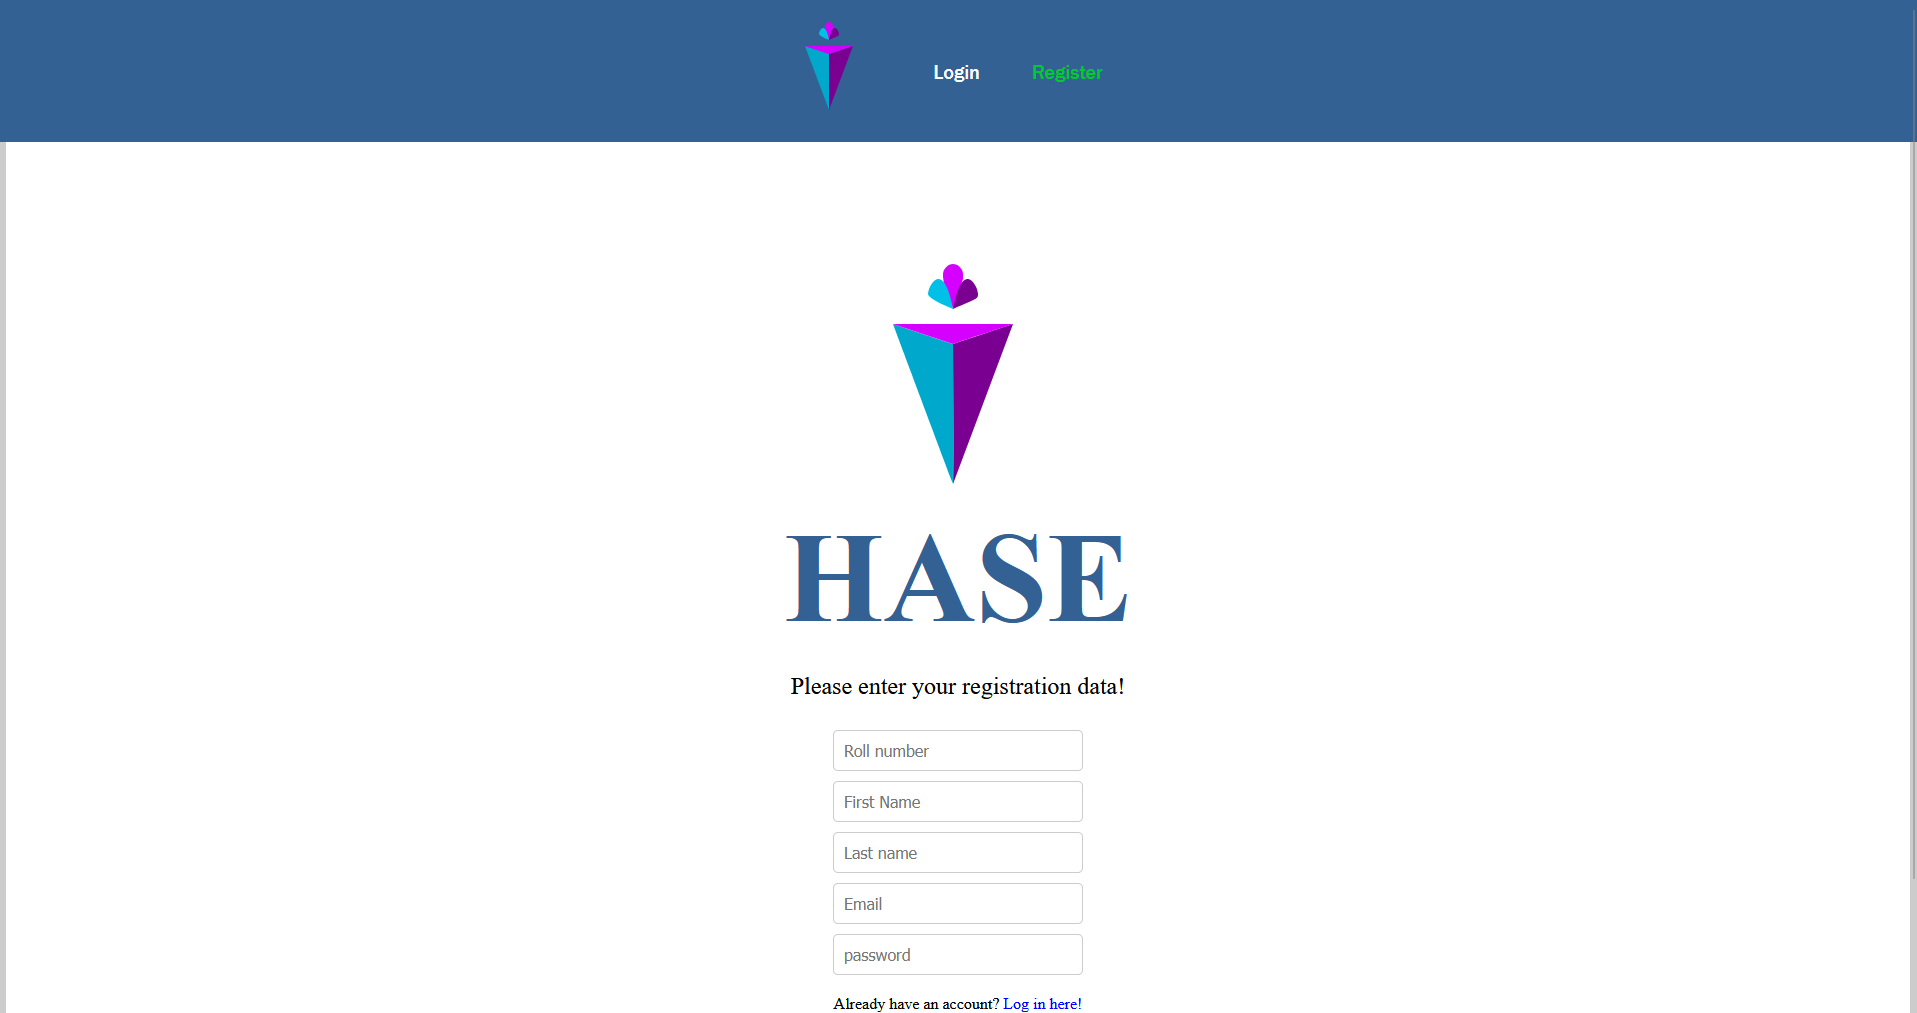 Login Register
HASE
Please enter your registration data!
Roll number
First Name
Last name
Email
password
Already have an account? Log in here!